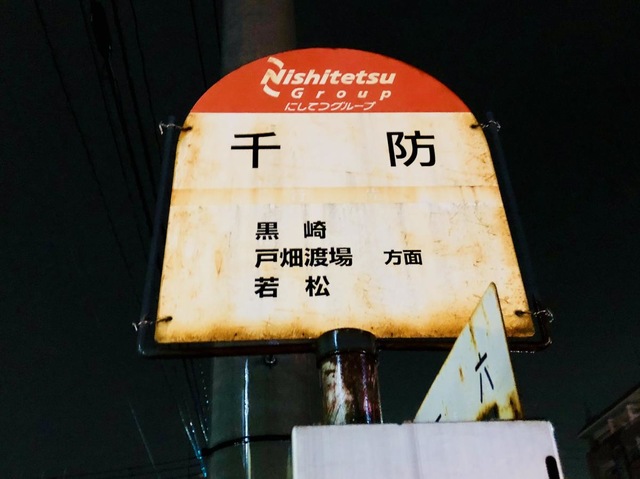 Nishitetsu
Group
にしてつグループ
千 防
黒 崎
戸畑渡場 方面
若 松
六